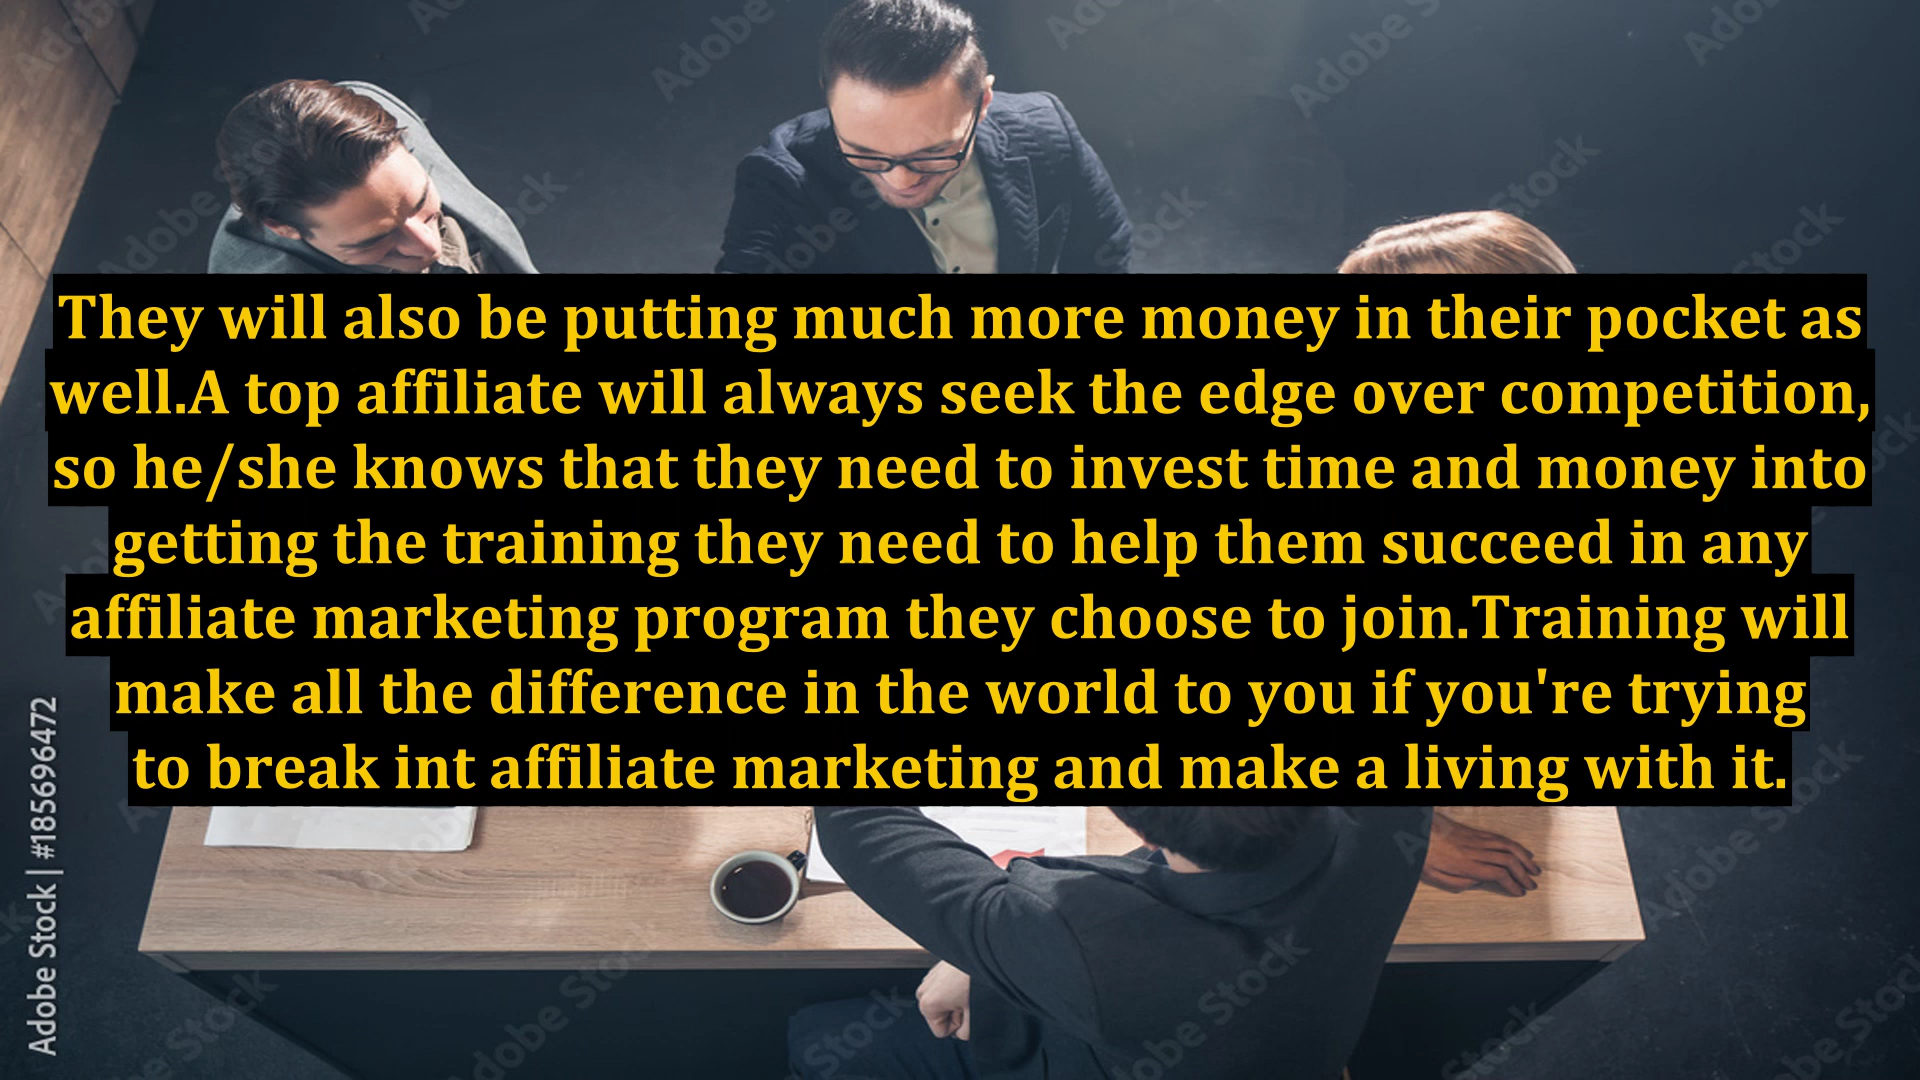 They will also be putting much more money in their pocket as
well.A top affiliate will always seek the edge over competition,
so he/she knows that they need to invest time and money into
getting the training they need to help them succeed in any
affiliate marketing program they choose to join.Training will
make all the difference in the world to you if you're trying
to break int affiliate marketing and make a living with it.
Adobe Stock | #185696472
Adobe Stock